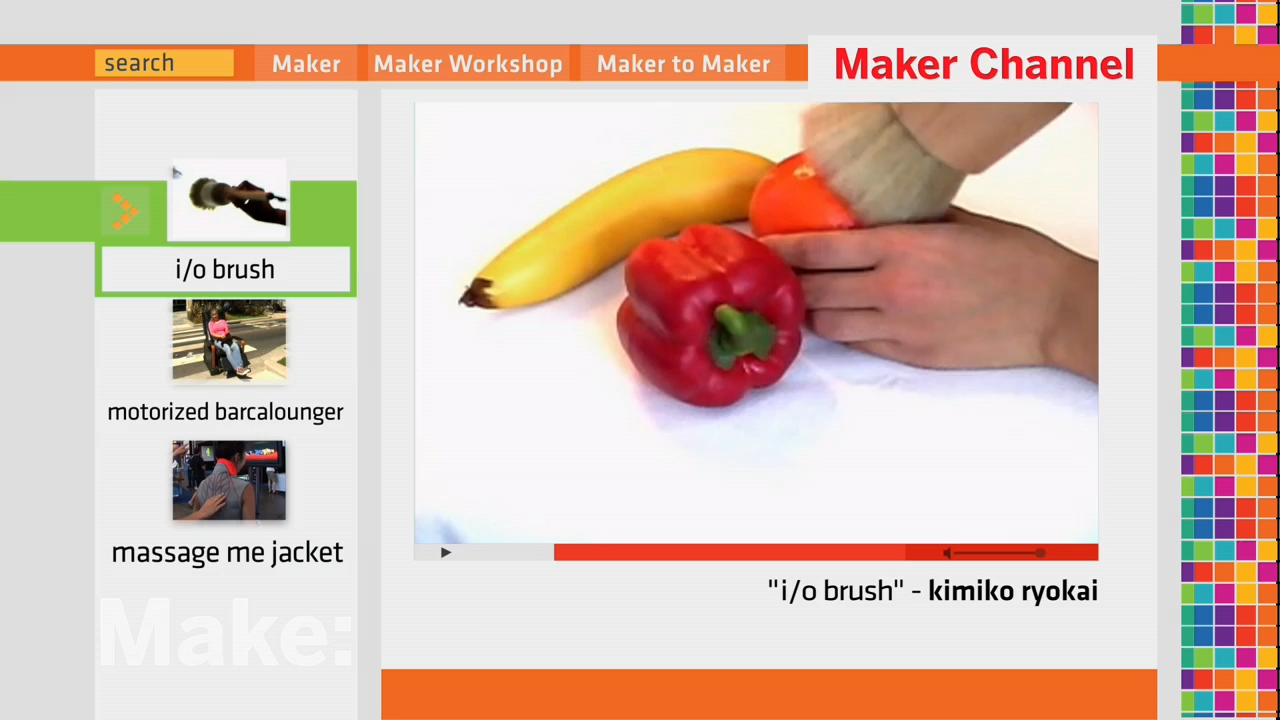 search
Maker
Maker Workshop
Maker to Maker
Maker Channel
i/o brush
motorized barcalounger
massage me jacket
Make:
"i/o brush" - kimiko ryokai